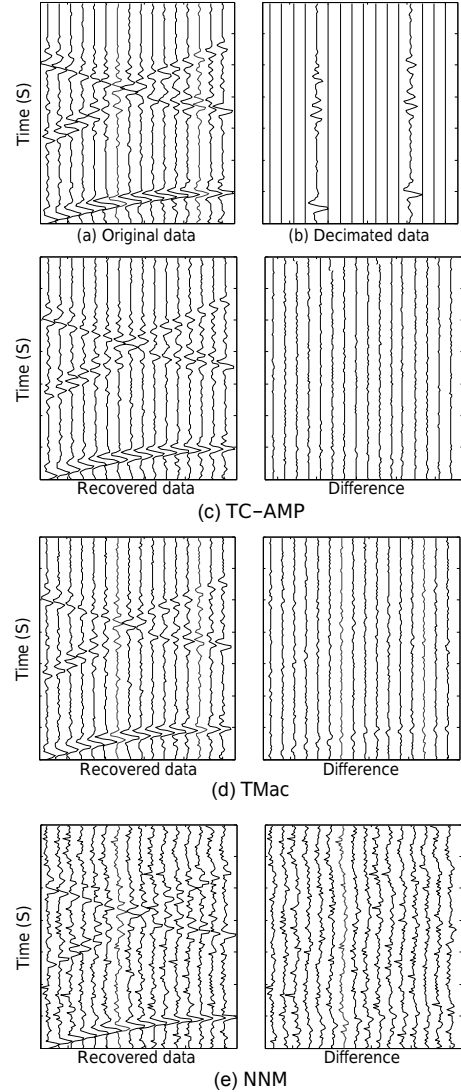 Time (S)
(a) Original data
(b) Decimated data
Time (S)
Recovered data
Difference
(c) TC-AMP
Time (S)
Recovered data
Difference
(d) TMac
Time (S)
Recovered data
Difference
(e) NNM